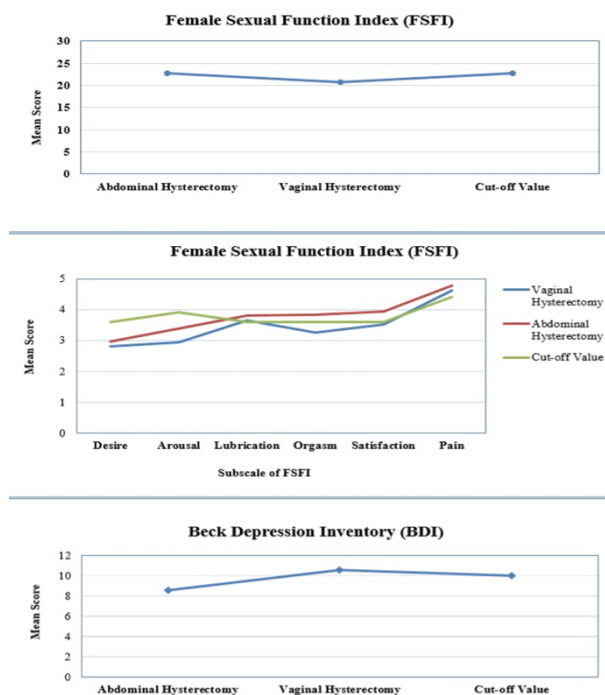 Female Sexual Function Index (FSFI)
30
25
20
15
10
5
0
Mean Score
Abdominal Hysterectomy Vaginal Hysterectomy Cut-off Value
Female Sexual Function Index (FSFI)
5
4
3
2
1
0
Mean Score
Desire Arousal Lubrication Orgasm Satisfaction Pain
Subscale of FSFI
Vaginal
Hysterectomy
Abdominal
Hysterectomy
Cut-off Value
Beck Depression Inventory (BDI)
12
10
8
6
4
2
0
Mean Score
Abdominal Hysterectomy Vaginal Hysterectomy Cut-off Value